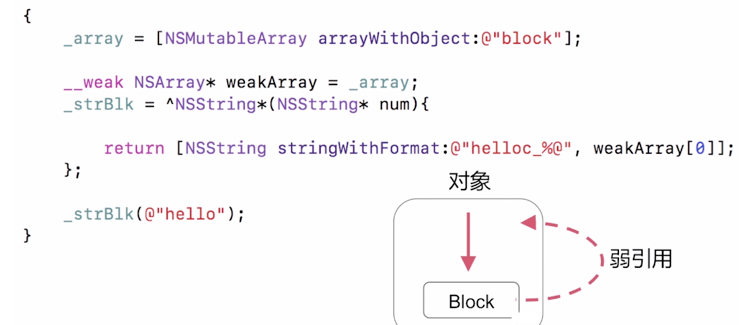 {
_array = [NSMutableArray arrayWithObject:@"block"];
__weak NSArray* weakArray = _array;
_strBlk = ^NSString*(NSString* num){
return [NSString stringWithFormat:@"helloc_%@", weakArray[0]];
};
_strBlk(@"hello");
}
对象
弱引用
Block